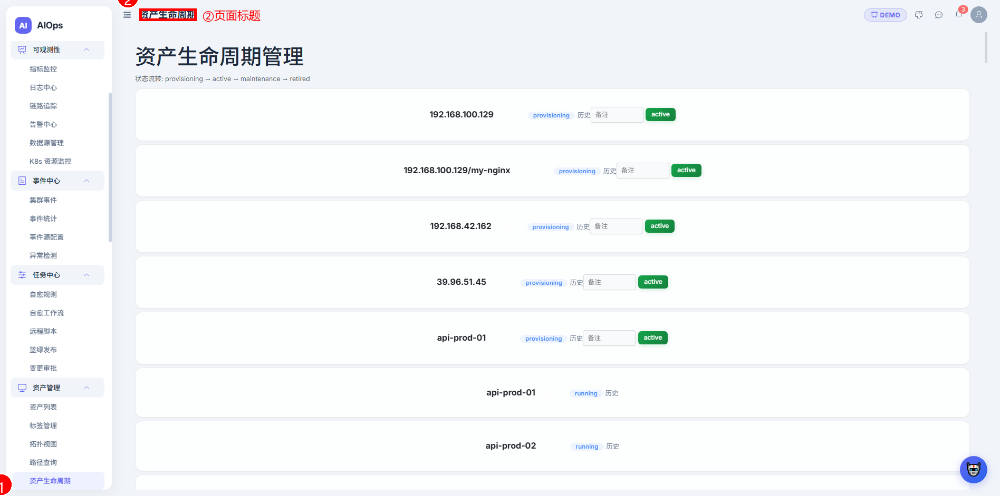 AI AIOps
可观测性
指标监控
日志中心
链路追踪
告警中心
数据源管理
K8s 资源监控
事件中心
集群事件
事件统计
事件源配置
异常检测
任务中心
自愈规则
自愈工作流
远程脚本
蓝绿发布
变更审批
资产管理
资产列表
标签管理
拓扑视图
路径查询
资产生命周期
1
2
资产生命周期 ②页面标题
DEMO 3
资产生命周期管理
状态流转: provisioning → active → maintenance → retired
192.168.100.129 provisioning 历史 备注 active
192.168.100.129/my-nginx provisioning 历史 备注 active
192.168.42.162 provisioning 历史 备注 active
39.96.51.45 provisioning 历史 备注 active
api-prod-01 provisioning 历史 备注 active
api-prod-01 running 历史
api-prod-02 running 历史